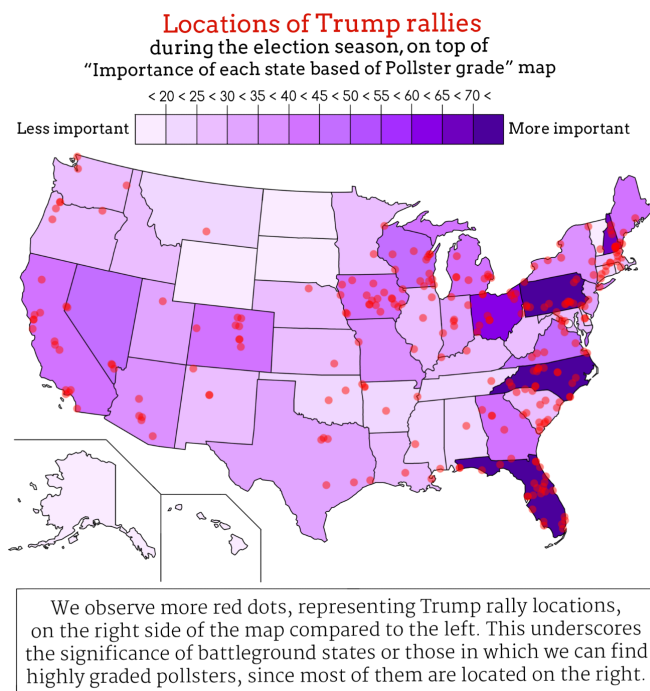 Locations of Trump rallies
during the election season, on top of
“Importance of each state based of Pollster grade” map
< 20 < 25 < 30 < 35 < 40 < 45 < 50 < 55 < 60 < 65 < 70 <
Less important
More important
We observe more red dots, representing Trump rally locations,
on the right side of the map compared to the left. This underscores
the significance of battleground states or those in which we can find
highly graded pollsters, since most of them are located on the right.